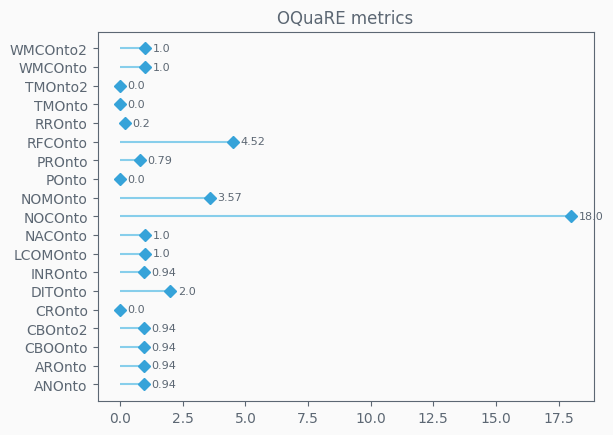 OQuaRE metrics
WMCOnto2 1.0
WMCOnto 1.0
TMOnto2 0.0
TMOnto 0.0
RROnto 0.2
RFCOnto 4.52
PROnto 0.79
POnto 0.0
NOMOnto 3.57
NOCOnto 18.0
NACOnto 1.0
LCOMOnto 1.0
INROnto 0.94
DITOnto 2.0
CROnto 0.0
CBOnto2 0.94
CBOOnto 0.94
AROnto 0.94
ANOnto 0.94
0.0 2.5 5.0 7.5 10.0 12.5 15.0 17.5